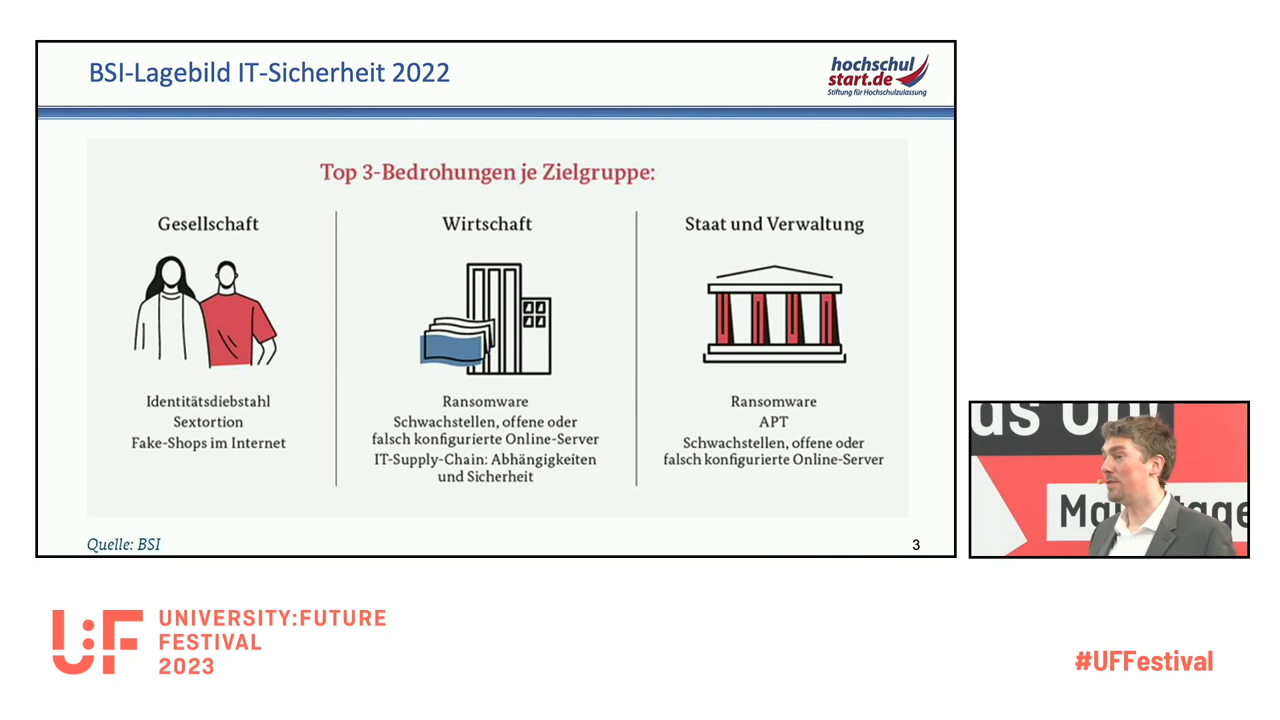 BSI-Lagebild IT-Sicherheit 2022
hochschul
start.de
Stiftung für Hochschulzulassung
Top 3-Bedrohungen je Zielgruppe:
Gesellschaft
Identitätsdiebstahl
Sextortion
Fake-Shops im Internet
Wirtschaft
Ransomware
Schwachstellen, offene oder
falsch konfigurierte Online-Server
IT-Supply-Chain: Abhängigkeiten
und Sicherheit
Staat und Verwaltung
Ransomware
APT
Schwachstellen, offene oder
falsch konfigurierte Online-Server
Quelle: BSI
3
U:F
UNIVERSITY:FUTURE
FESTIVAL
2023
#UFFestival